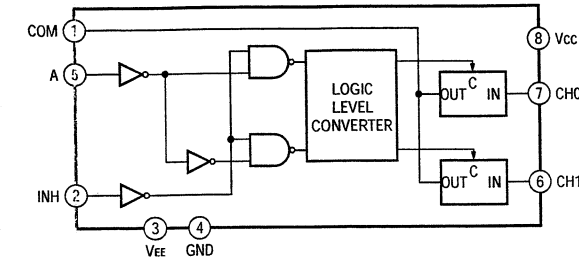 COM 1
8 Vcc
A 5
LOGIC
LEVEL
CONVERTER
C
OUT IN
7 CH0
C
OUT IN
6 CH1
INH 2
3 4
VEE GND